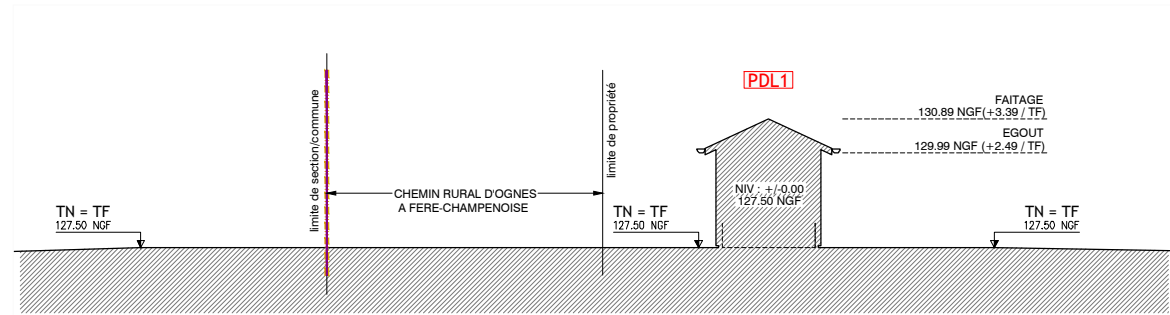 PDL1
FAITAGE
130.89 NGF(+3.39 / TF)
EGOUT
129.99 NGF (+2.49 / TF)
limite de section/commune
limite de propriété
CHEMIN RURAL D'OGNES
A FERE-CHAMPENOISE
NIV : +/-0.00
127.50 NGF
TN = TF
127.50 NGF
TN = TF
127.50 NGF
TN = TF
127.50 NGF